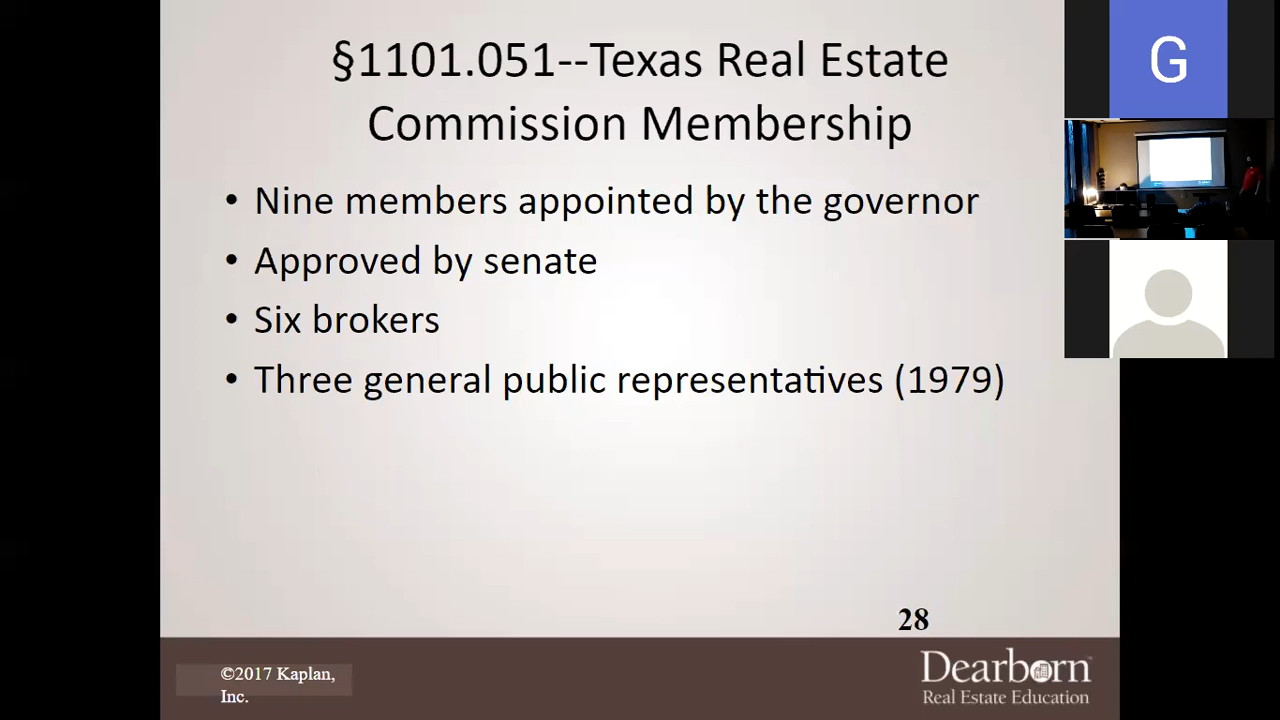 §1101.051--Texas Real Estate
Commission Membership
• Nine members appointed by the governor
• Approved by senate
• Six brokers
• Three general public representatives (1979)
28
©2017 Kaplan,
Inc.
Dearborn
Real Estate Education
G